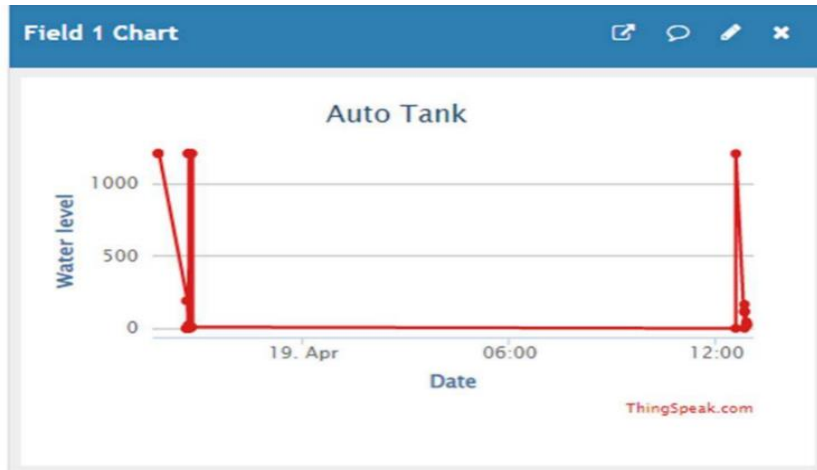 Field 1 Chart
Auto Tank
1000
500
0
Water level
19. Apr
06:00
12:00
Date
ThingSpeak.com